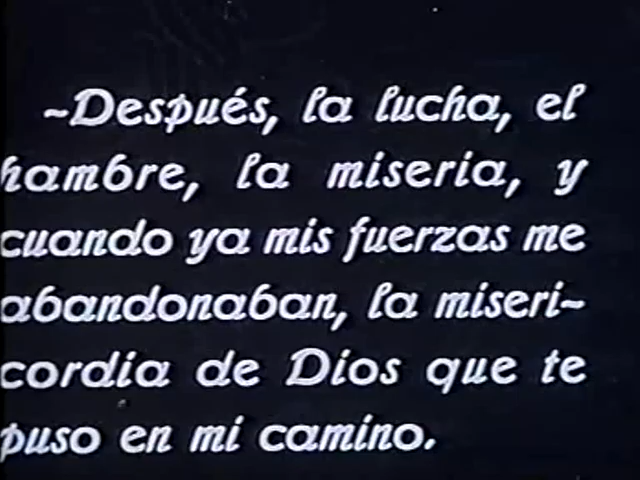 ~Después, la lucha, el
hambre, la miseria, y
cuando ya mis fuerzas me
abandonaban, la miseri~
cordia de Dios que te
puso en mi camino.